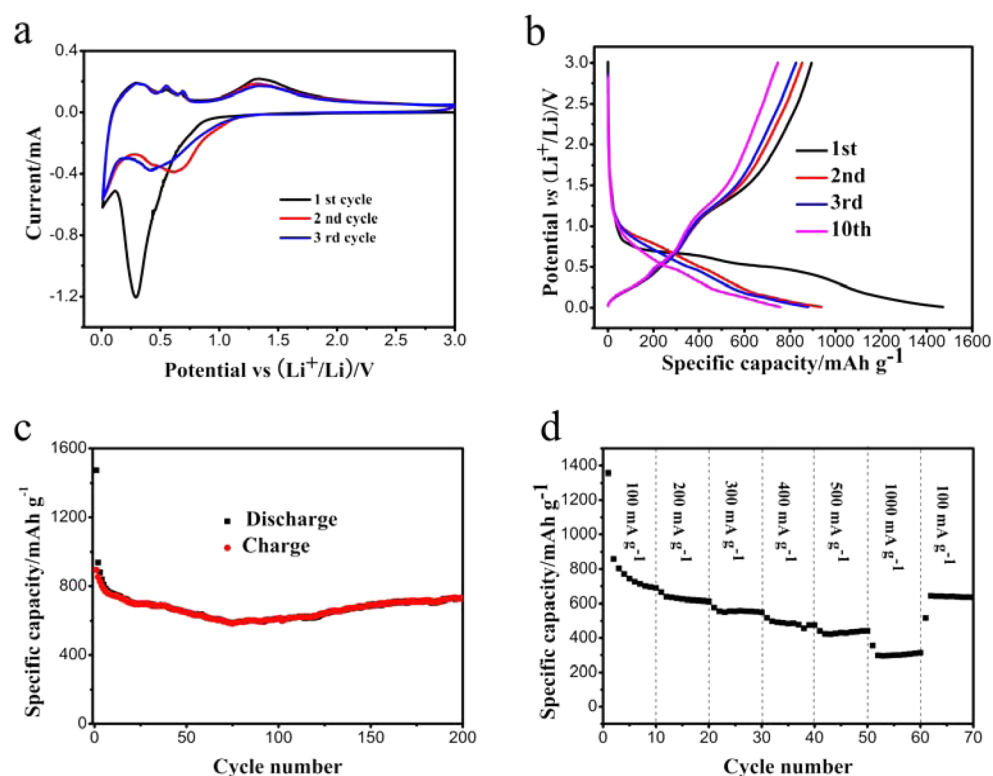 a
0.4
0.0
-0.4
-0.8
-1.2
Current/mA
1 st cycle
2 nd cycle
3 rd cycle
0.0 0.5 1.0 1.5 2.0 2.5 3.0
Potential vs (Li⁺/Li)/V
b
3.0
2.5
2.0
1.5
1.0
0.5
0.0
Potential vs (Li⁺/Li)/V
1st
2nd
3rd
10th
0 200 400 600 800 1000 1200 1400 1600
Specific capacity/mAh g⁻¹
c
1600
1200
800
400
0
Specific capacity/mAh g⁻¹
Discharge
Charge
0 50 100 150 200
Cycle number
d
1400
1200
1000
800
600
400
200
0
Specific capacity/mAh g⁻¹
100 mA g⁻¹
200 mA g⁻¹
300 mA g⁻¹
400 mA g⁻¹
500 mA g⁻¹
1000 mA g⁻¹
100 mA g⁻¹
0 10 20 30 40 50 60 70
Cycle number